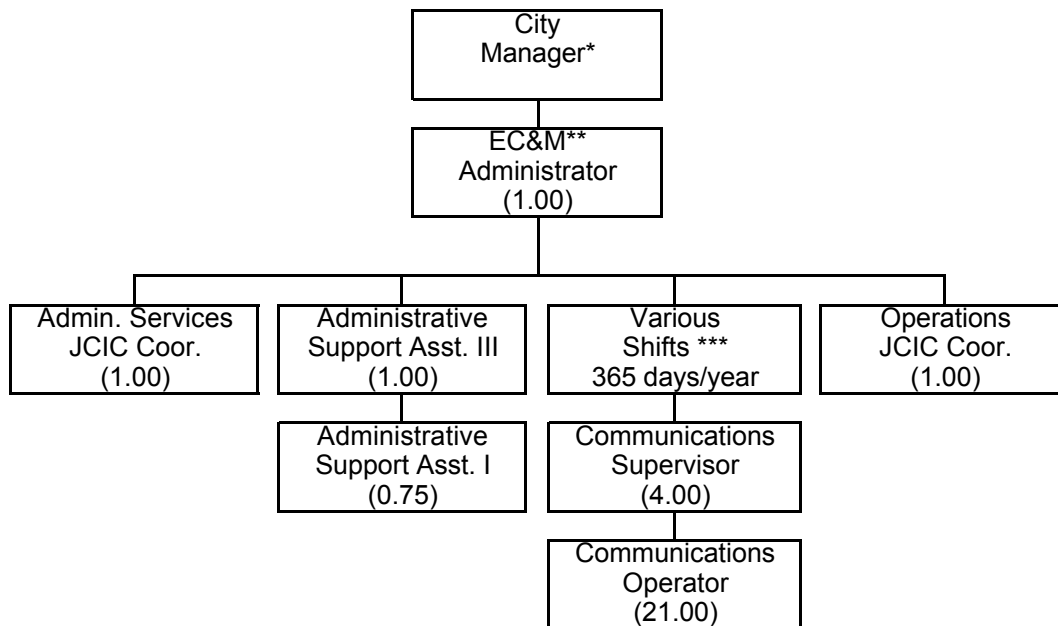 City
Manager*
EC&M**
Administrator
(1.00)
Admin. Services
JCIC Coor.
(1.00)
Administrative
Support Asst. III
(1.00)
Various
Shifts ***
365 days/year
Operations
JCIC Coor.
(1.00)
Administrative
Support Asst. I
(0.75)
Communications
Supervisor
(4.00)
Communications
Operator
(21.00)